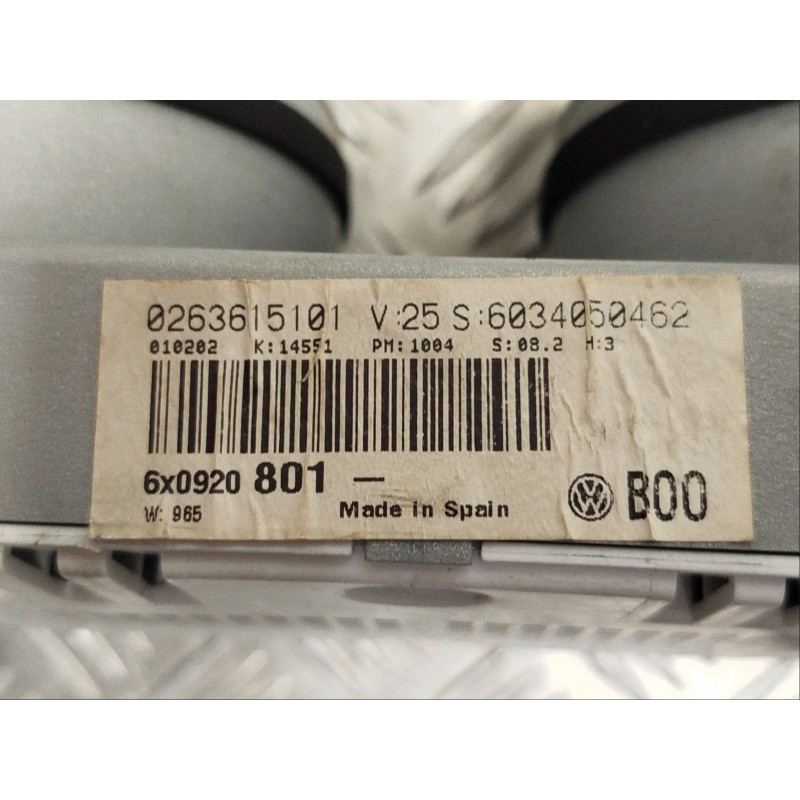 0263615101 V:25 S:6034050462
010202 K:14551 PM:1004 S:08.2 H:3
6x0920 801 -
W: 965 Made in Spain B00